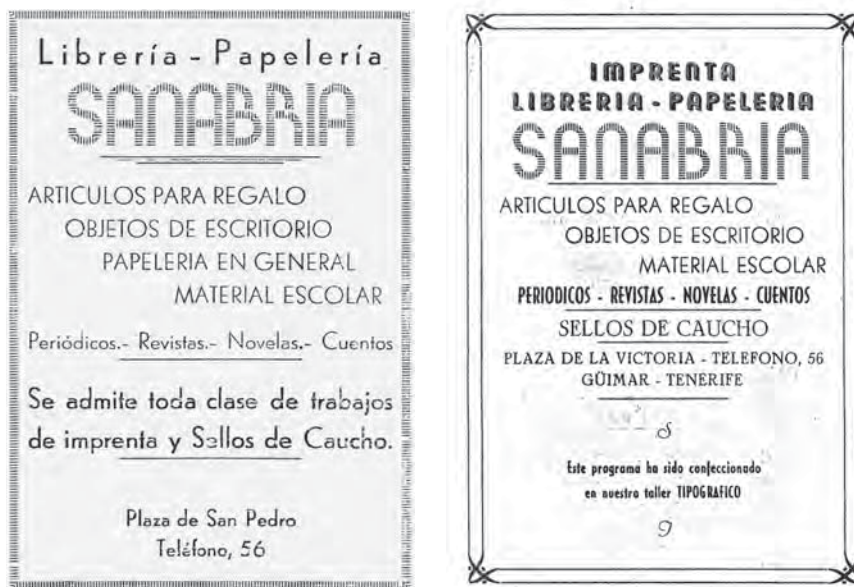 Librería - Papelería
SANABRIA
ARTICULOS PARA REGALO
OBJETOS DE ESCRITORIO
PAPELERIA EN GENERAL
MATERIAL ESCOLAR
Periódicos.- Revistas.- Novelas.- Cuentos
Se admite toda clase de trabajos
de imprenta y Sellos de Caucho.
Plaza de San Pedro
Teléfono, 56
IMPRENTA
LIBRERIA - PAPELERIA
SANABRIA
ARTICULOS PARA REGALO
OBJETOS DE ESCRITORIO
MATERIAL ESCOLAR
PERIODICOS - REVISTAS - NOVELAS - CUENTOS
SELLOS DE CAUCHO
PLAZA DE LA VICTORIA - TELEFONO, 56
GÜIMAR - TENERIFE
Este programa ha sido confeccionado
en nuestro taller TIPOGRAFICO